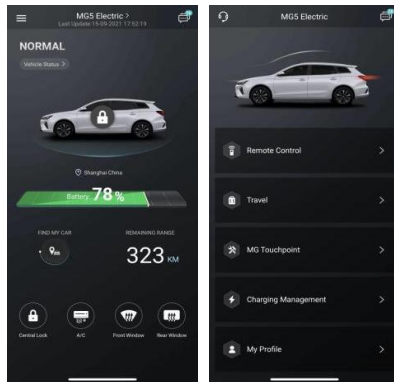 MG5 Electric >
Last Update 15-09-2021 17:52:19
NORMAL
Vehicle Status >
Shanghai China
Battery 78%
FIND MY CAR
REMAINING RANGE
323 KM
Central Lock
A/C
Front Window
Rear Window
MG5 Electric
Remote Control
Travel
MG Touchpoint
Charging Management
My Profile